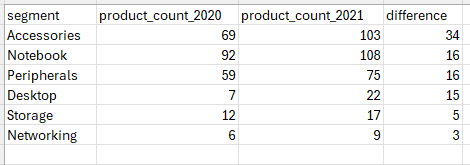 segment product_count_2020 product_count_2021 difference
Accessories 69 103 34
Notebook 92 108 16
Peripherals 59 75 16
Desktop 7 22 15
Storage 12 17 5
Networking 6 9 3